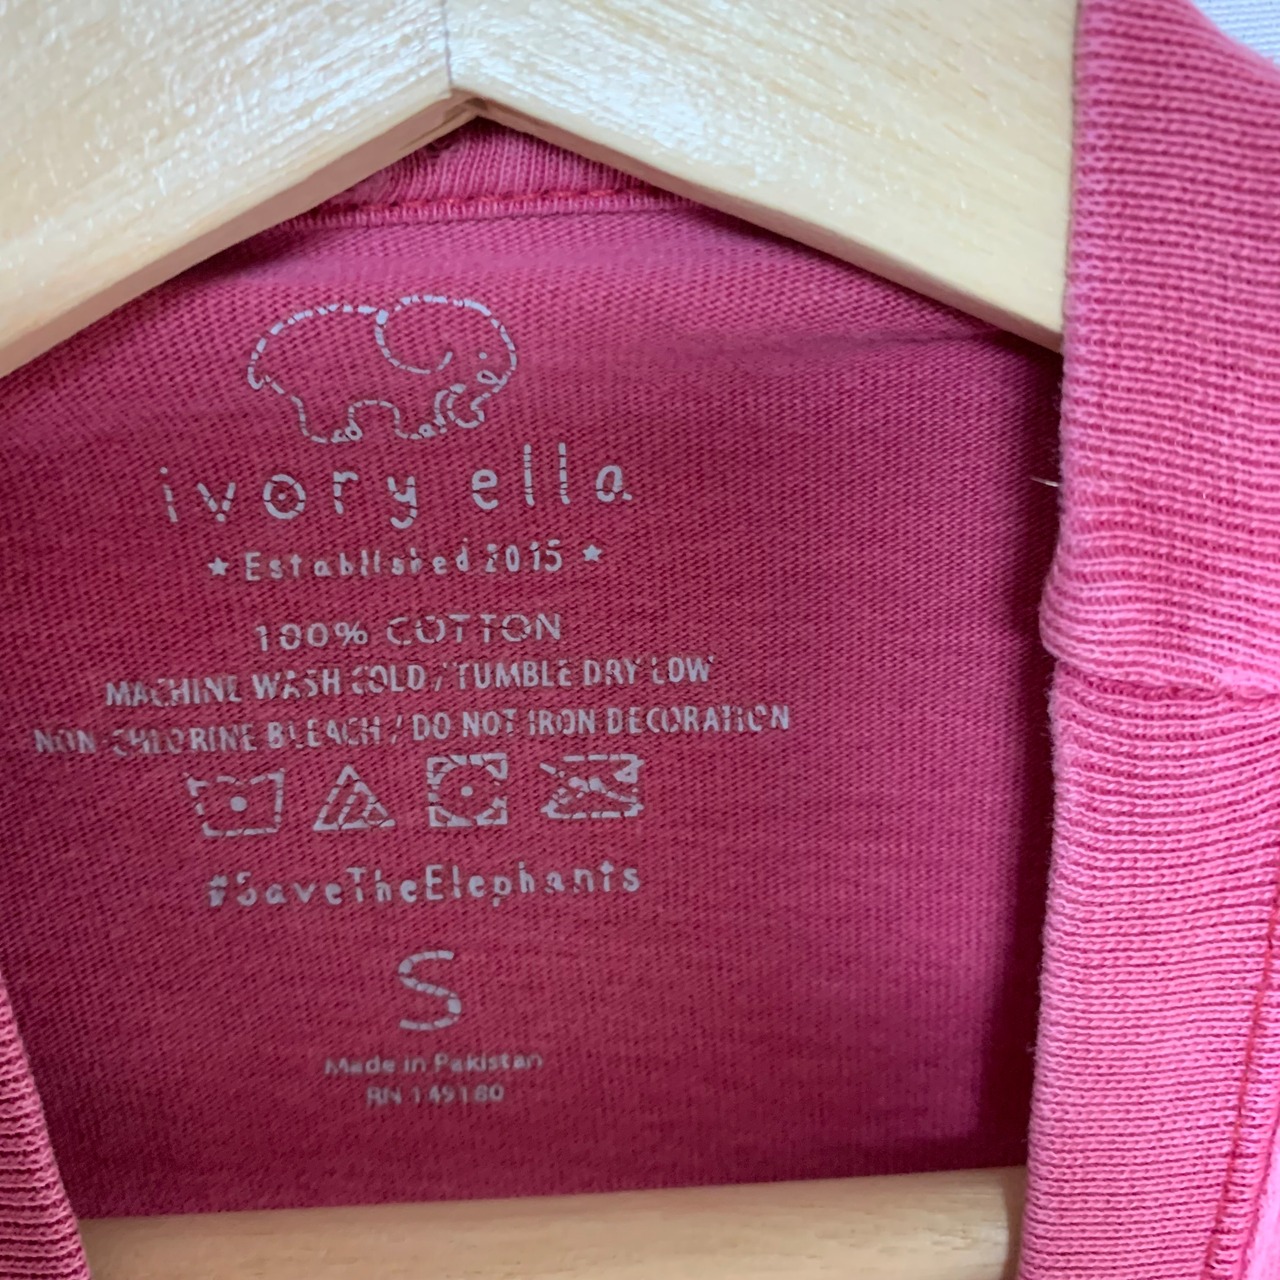 ivory ella
★ Established 2015 ★
100% COTTON
MACHINE WASH COLD / TUMBLE DRY LOW
NON-CHLORINE BLEACH / DO NOT IRON DECORATION
#SaveTheElephants
S
Made in Pakistan
RN 149160